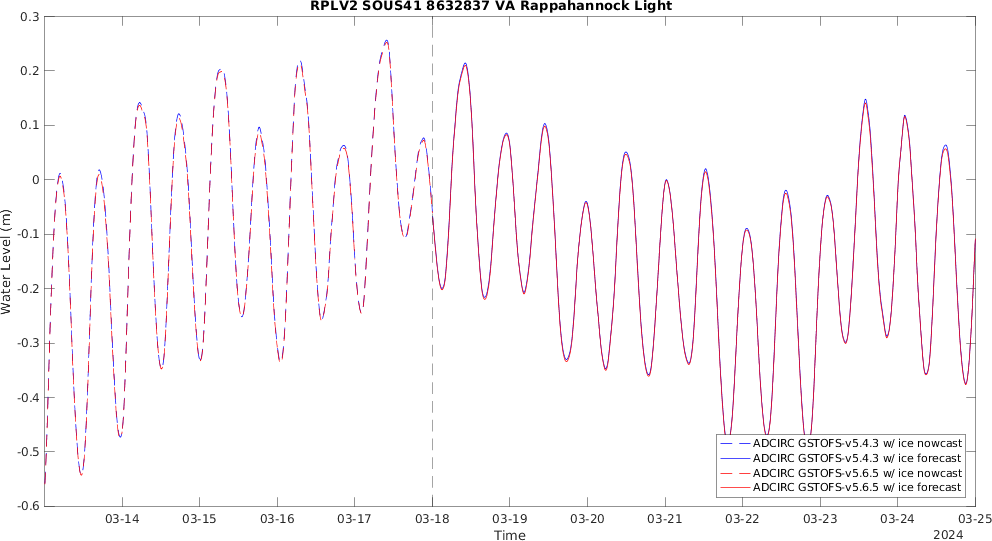 RPLV2 SOUS41 8632837 VA Rappahannock Light
0.3
0.2
0.1
0
-0.1
-0.2
-0.3
-0.4
-0.5
-0.6
Water Level (m)
ADCIRC GSTOFS-v5.4.3 w/ ice nowcast
ADCIRC GSTOFS-v5.4.3 w/ ice forecast
ADCIRC GSTOFS-v5.6.5 w/ ice nowcast
ADCIRC GSTOFS-v5.6.5 w/ ice forecast
03-14 03-15 03-16 03-17 03-18 03-19 03-20 03-21 03-22 03-23 03-24 03-25
Time
2024